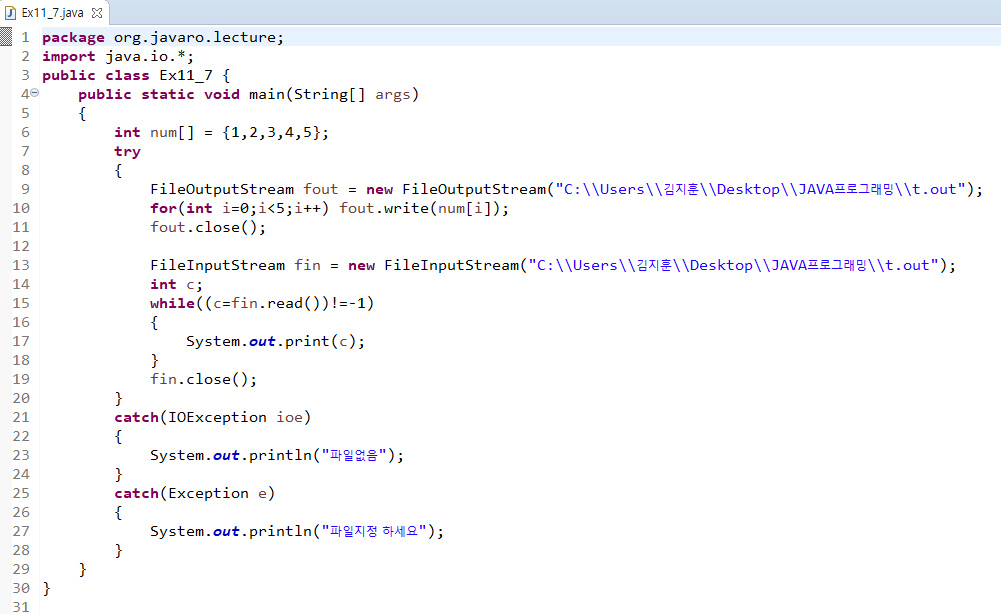 Ex11_7.java
1 package org.javaro.lecture;
2 import java.io.*;
3 public class Ex11_7 {
4     public static void main(String[] args)
5     {
6         int num[] = {1,2,3,4,5};
7         try
8         {
9             FileOutputStream fout = new FileOutputStream("C:\\Users\\김지훈\\Desktop\\JAVA프로그래밍\\t.out");
10             for(int i=0;i<5;i++) fout.write(num[i]);
11             fout.close();
12
13             FileInputStream fin = new FileInputStream("C:\\Users\\김지훈\\Desktop\\JAVA프로그래밍\\t.out");
14             int c;
15             while((c=fin.read())!=-1)
16             {
17                 System.out.print(c);
18             }
19             fin.close();
20         }
21         catch(IOException ioe)
22         {
23             System.out.println("파일없음");
24         }
25         catch(Exception e)
26         {
27             System.out.println("파일지정 하세요");
28         }
29     }
30 }
31